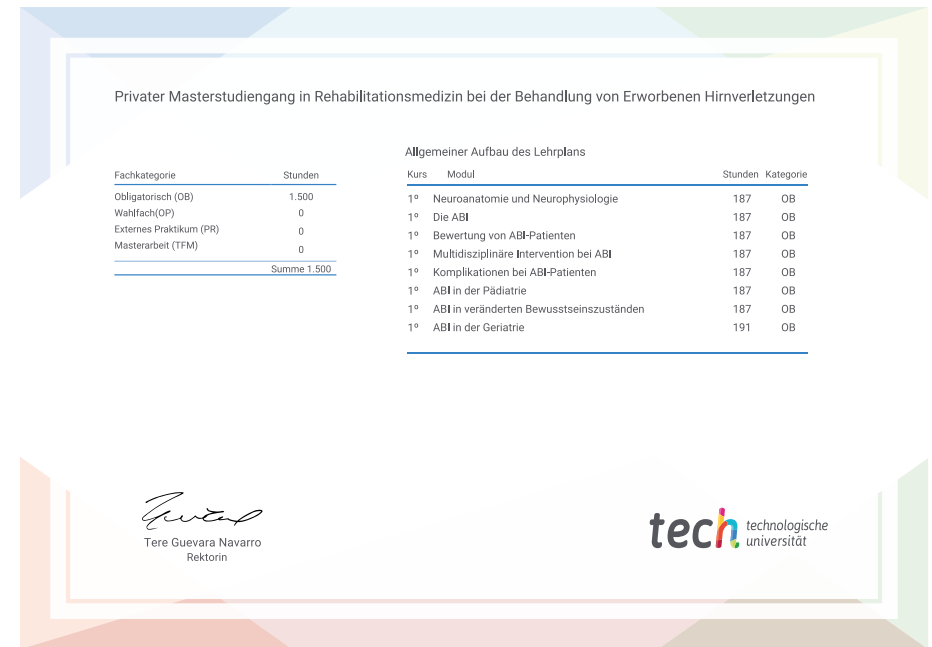 Privater Masterstudiengang in Rehabilitationsmedizin bei der Behandlung von Erworbenen Hirnverletzungen
Fachkategorie Stunden
Obligatorisch (OB) 1.500
Wahlfach(OP) 0
Externes Praktikum (PR) 0
Masterarbeit (TFM) 0
Summe 1.500
Allgemeiner Aufbau des Lehrplans
Kurs Modul Stunden Kategorie
1º Neuroanatomie und Neurophysiologie 187 OB
1º Die ABI 187 OB
1º Bewertung von ABI-Patienten 187 OB
1º Multidisziplinäre Intervention bei ABI 187 OB
1º Komplikationen bei ABI-Patienten 187 OB
1º ABI in der Pädiatrie 187 OB
1º ABI in veränderten Bewusstseinszuständen 187 OB
1º ABI in der Geriatrie 191 OB
Tere Guevara Navarro
Rektorin
tech technologische
universität